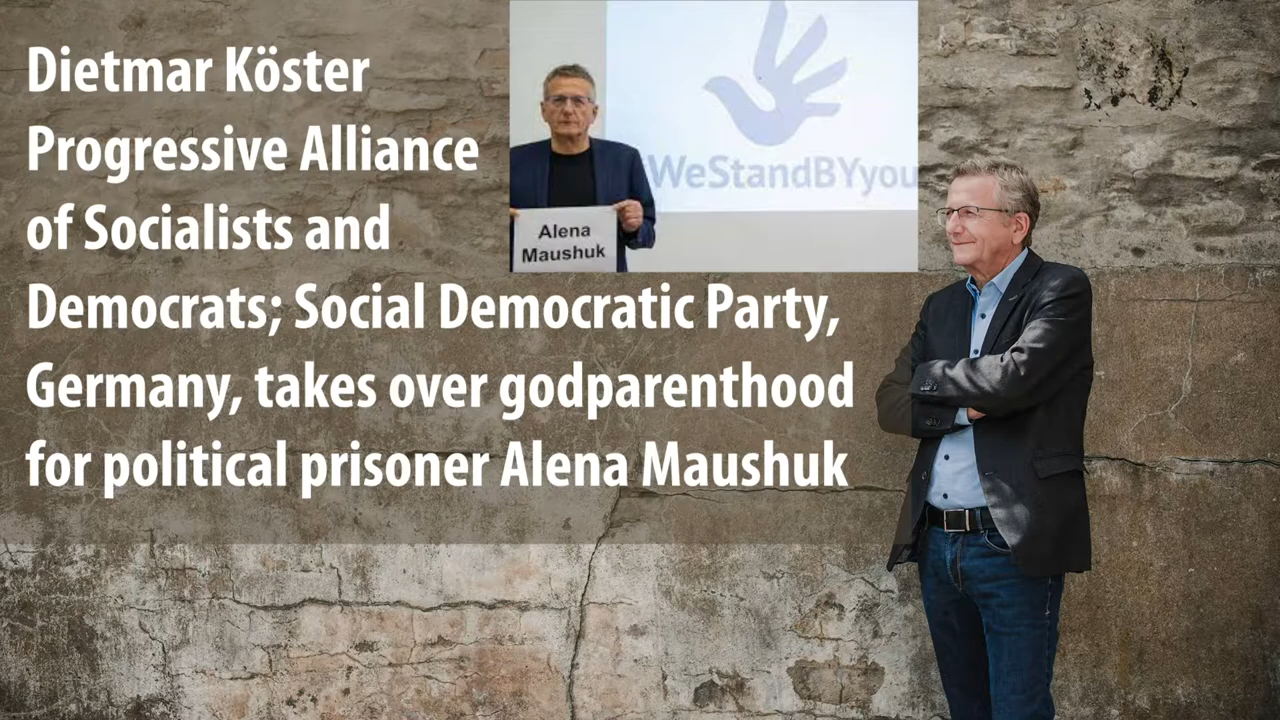 Dietmar Köster
Progressive Alliance
of Socialists and
Democrats; Social Democratic Party,
Germany, takes over godparenthood
for political prisoner Alena Maushuk
WeStandBYyou
Alena
Maushuk